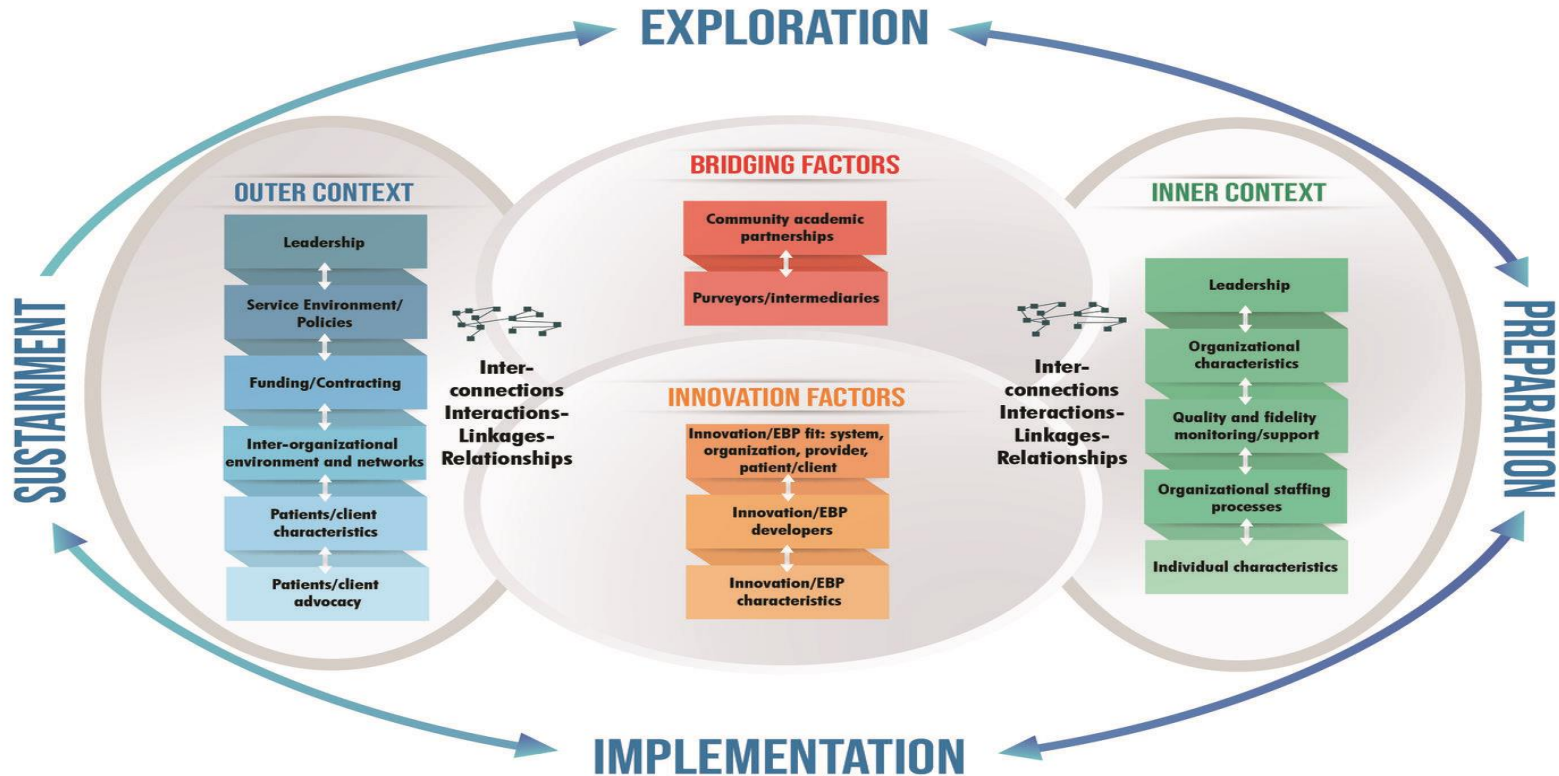 EXPLORATION
SUSTAINMENT
OUTER CONTEXT
Leadership
Service Environment/
Policies
Funding/Contracting
Inter-organizational
environment and networks
Patients/client
characteristics
Patients/client
advocacy
Inter-
connections
Interactions-
Linkages-
Relationships
BRIDGING FACTORS
Community academic
partnerships
Purveyors/intermediaries
INNOVATION FACTORS
Innovation/EBP fit: system,
organization, provider,
patient/client
Innovation/EBP
developers
Innovation/EBP
characteristics
Inter-
connections
Interactions-
Linkages-
Relationships
INNER CONTEXT
Leadership
Organizational
characteristics
Quality and fidelity
monitoring/support
Organizational staffing
processes
Individual characteristics
PREPARATION
IMPLEMENTATION